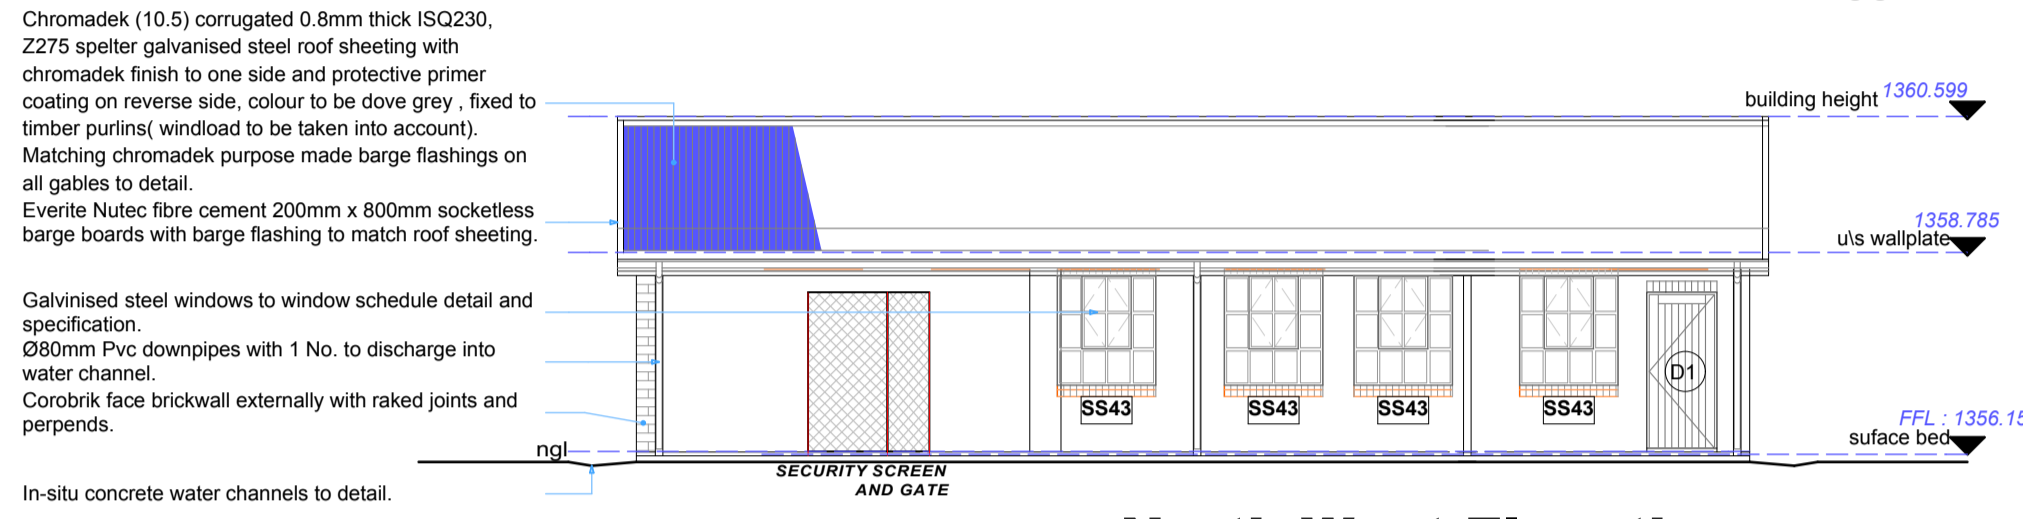 Chromadek (10.5) corrugated 0.8mm thick ISQ230,
Z275 spelter galvanised steel roof sheeting with
chromadek finish to one side and protective primer
coating on reverse side, colour to be dove grey , fixed to
timber purlins( windload to be taken into account).
Matching chromadek purpose made barge flashings on
all gables to detail.
Everite Nutec fibre cement 200mm x 800mm socketless
barge boards with barge flashing to match roof sheeting.
Galvinised steel windows to window schedule detail and
specification.
Ø80mm Pvc downpipes with 1 No. to discharge into
water channel.
Corobrik face brickwall externally with raked joints and
perpends.
ngl
In-situ concrete water channels to detail.
building height 1360.599
1358.785
u\s wallplate
SS43
SS43
SS43
SS43
D1
FFL : 1356.15
suface bed
SECURITY SCREEN
AND GATE